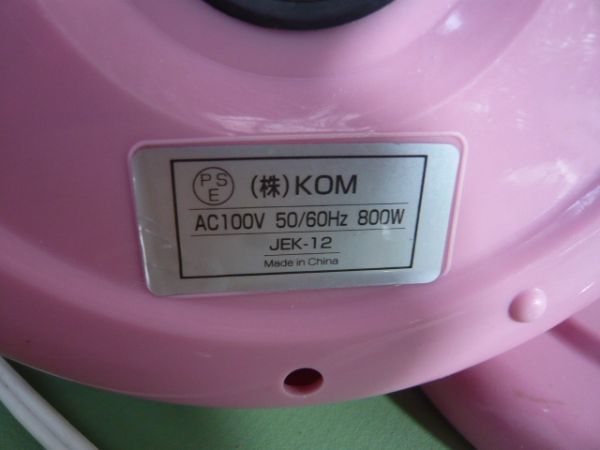 PSE (株)KOM
AC100V 50/60Hz 800W
JEK-12
Made in China